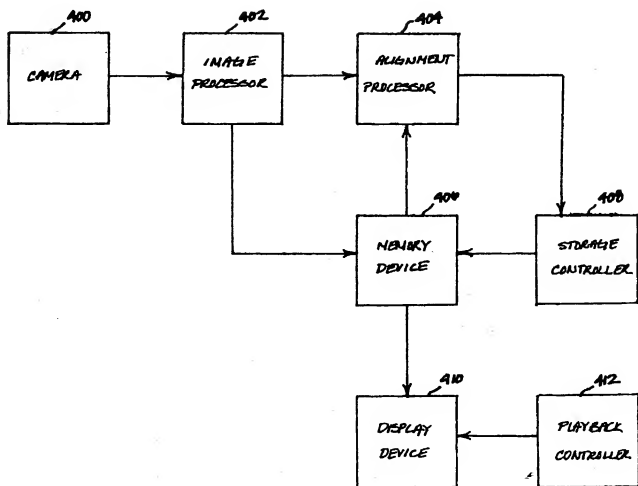 400
CAMERA
402
IMAGE
PROCESSOR
404
ALIGNMENT
PROCESSOR
406
MEMORY
DEVICE
408
STORAGE
CONTROLLER
410
DISPLAY
DEVICE
412
PLAYBACK
CONTROLLER